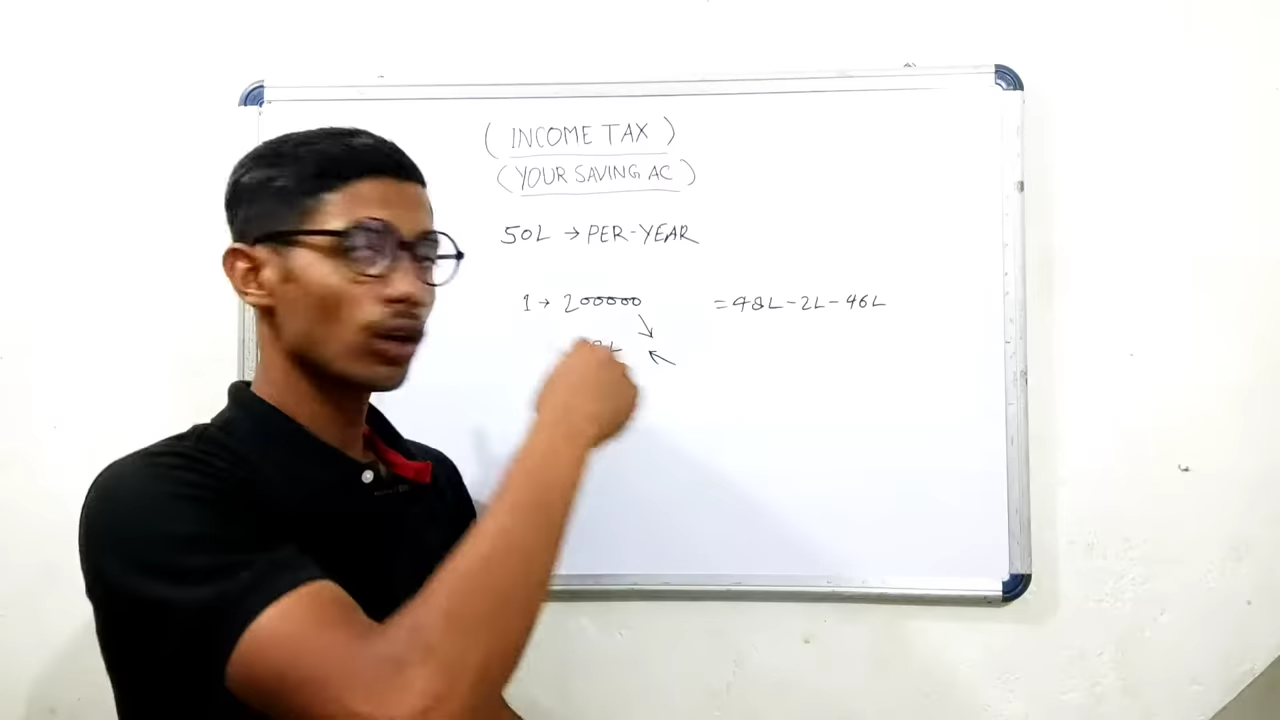 ( INCOME TAX )
( YOUR SAVING AC )
50L → PER-YEAR
1 → 200000 = 48L - 2L - 46L